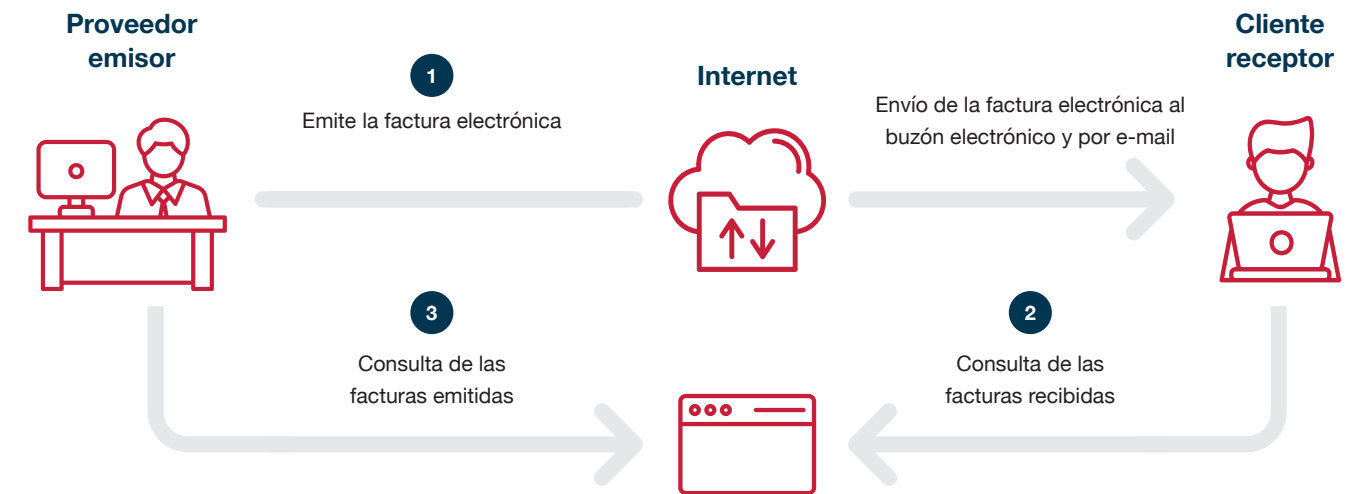 Proveedor
emisor
1
Emite la factura electrónica
Internet
Envío de la factura electrónica al
buzón electrónico y por e-mail
Cliente
receptor
3
Consulta de las
facturas emitidas
2
Consulta de las
facturas recibidas